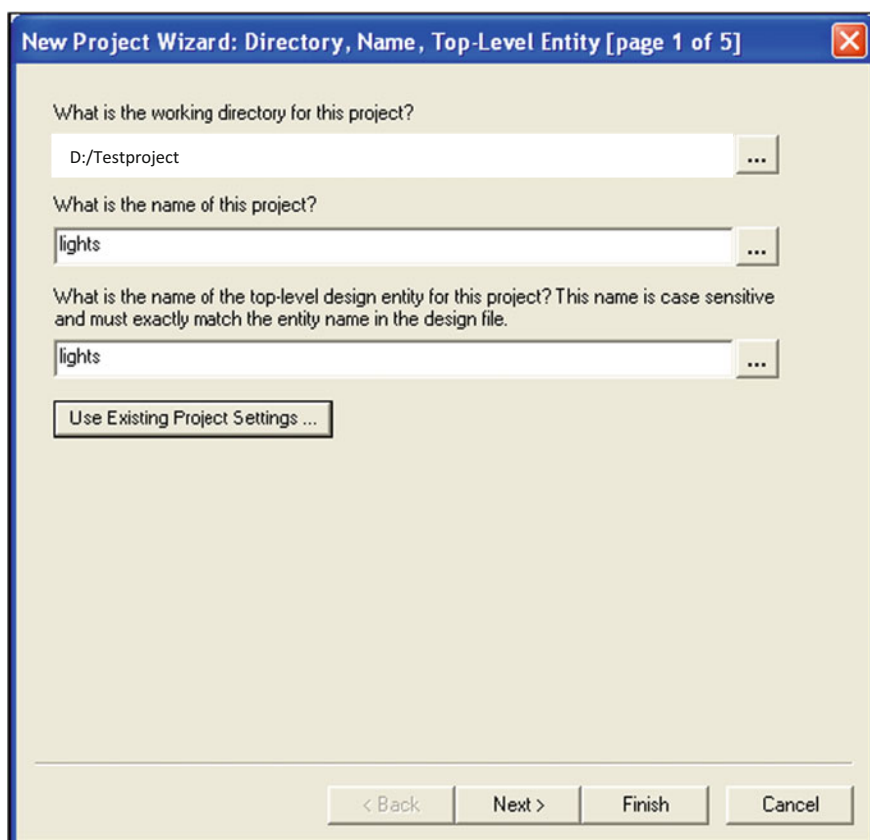 New Project Wizard: Directory, Name, Top-Level Entity [page 1 of 5]
What is the working directory for this project?
D:/Testproject
...
What is the name of this project?
lights
...
What is the name of the top-level design entity for this project? This name is case sensitive
and must exactly match the entity name in the design file.
lights
...
Use Existing Project Settings ...
< Back Next > Finish Cancel